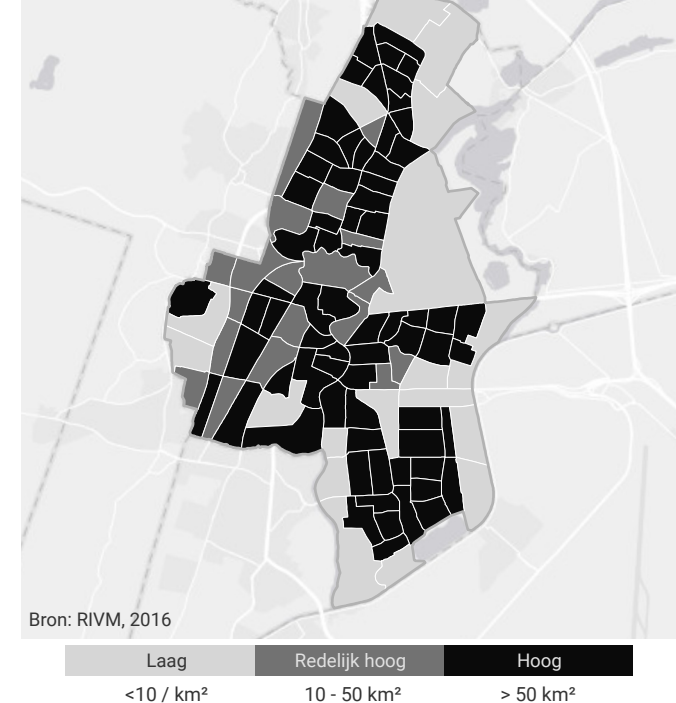 Bron: RIVM, 2016
Laag Redelijk hoog Hoog
<10 / km² 10 - 50 km² > 50 km²